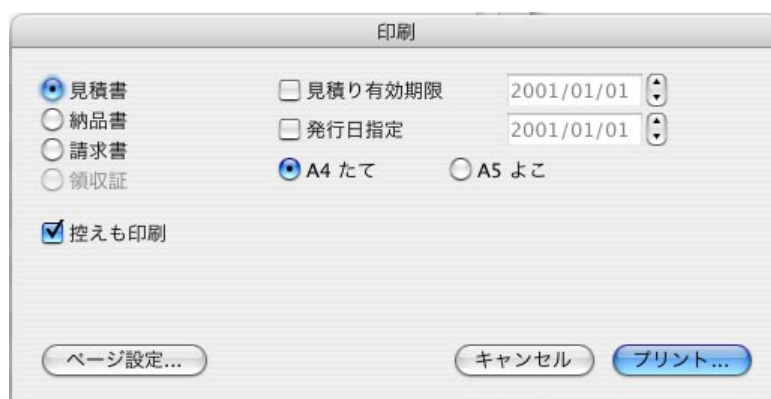 印刷
見積書
納品書
請求書
領収証
控えも印刷
見積り有効期限 2001/01/01
発行日指定 2001/01/01
A4 たて A5 よこ
ページ設定... キャンセル プリント...